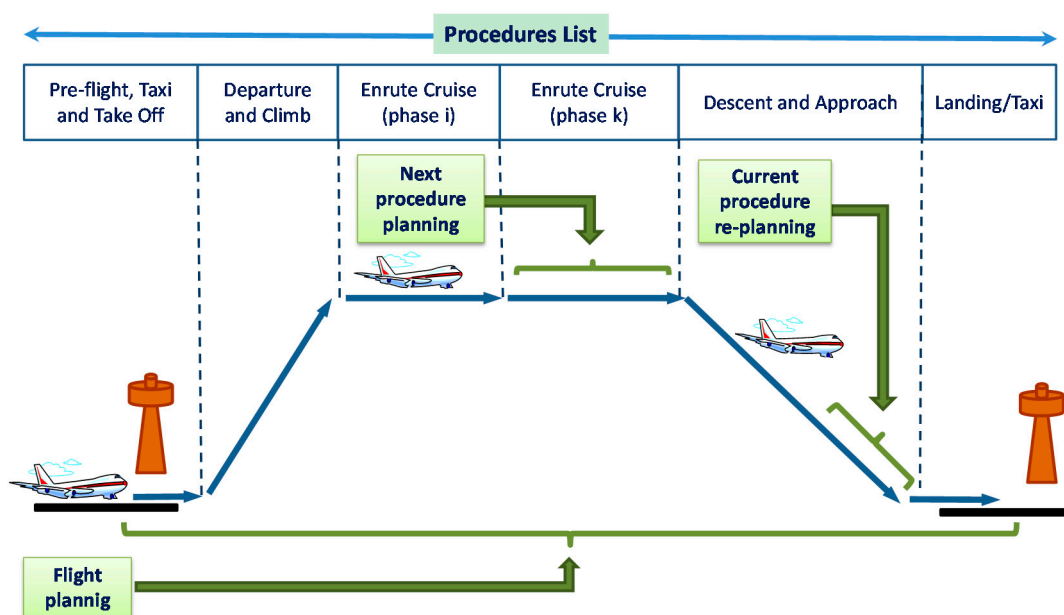 Procedures List
Pre-flight, Taxi
and Take Off
Departure
and Climb
Enrute Cruise
(phase i)
Enrute Cruise
(phase k)
Descent and Approach
Landing/Taxi
Next
procedure
planning
Current
procedure
re-planning
Flight
plannig